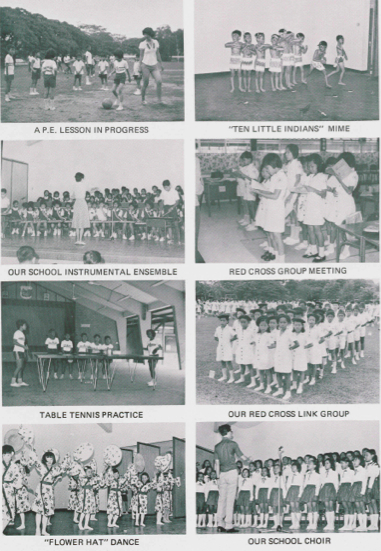 A P.E. LESSON IN PROGRESS
"TEN LITTLE INDIANS" MIME
OUR SCHOOL INSTRUMENTAL ENSEMBLE
RED CROSS GROUP MEETING
TABLE TENNIS PRACTICE
OUR RED CROSS LINK GROUP
"FLOWER HAT" DANCE
OUR SCHOOL CHOIR